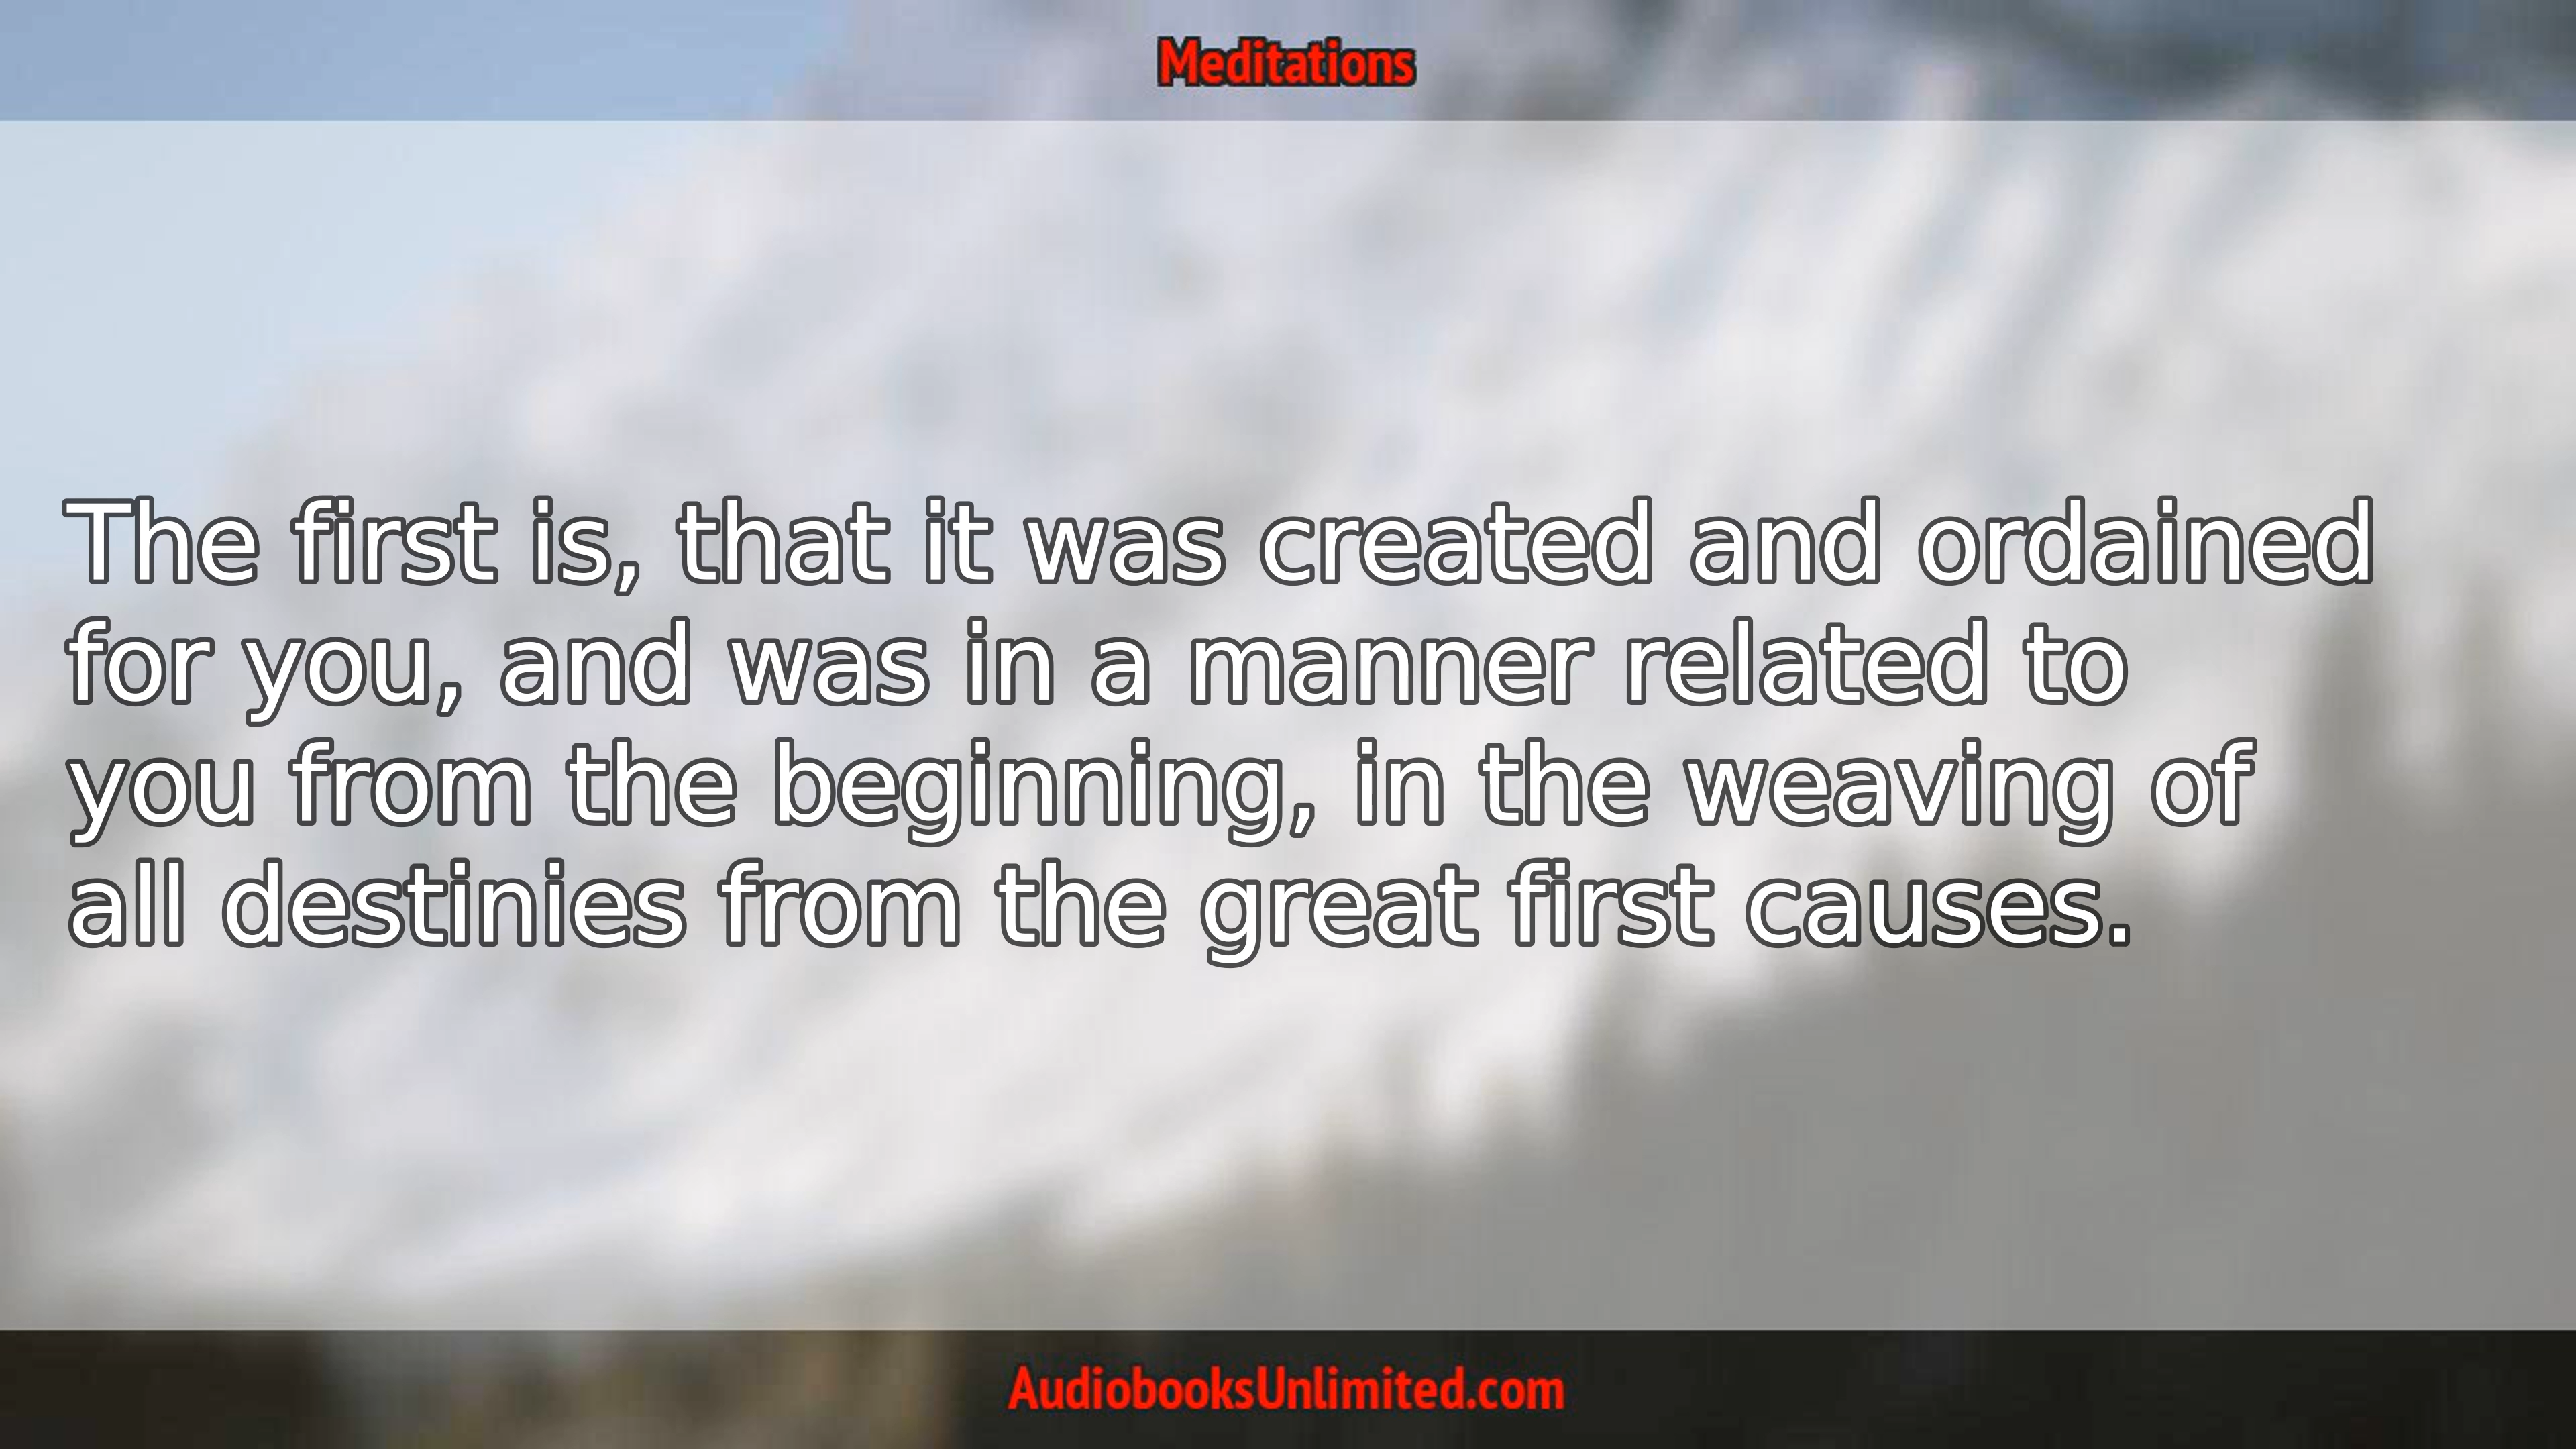 Meditations
The first is, that it was created and ordained
for you, and was in a manner related to
you from the beginning, in the weaving of
all destinies from the great first causes.
AudiobooksUnlimited.com